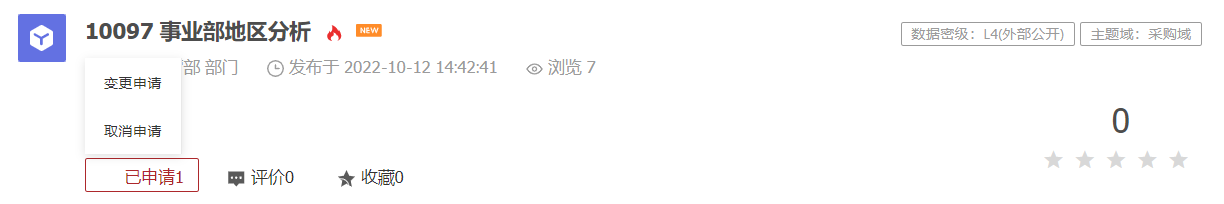 10097 事业部地区分析 NEW
数据密级：L4(外部公开) 主题域：采购域
部 部门 发布于 2022-10-12 14:42:41 浏览 7
变更申请
取消申请
0
已申请1 评价0 收藏0